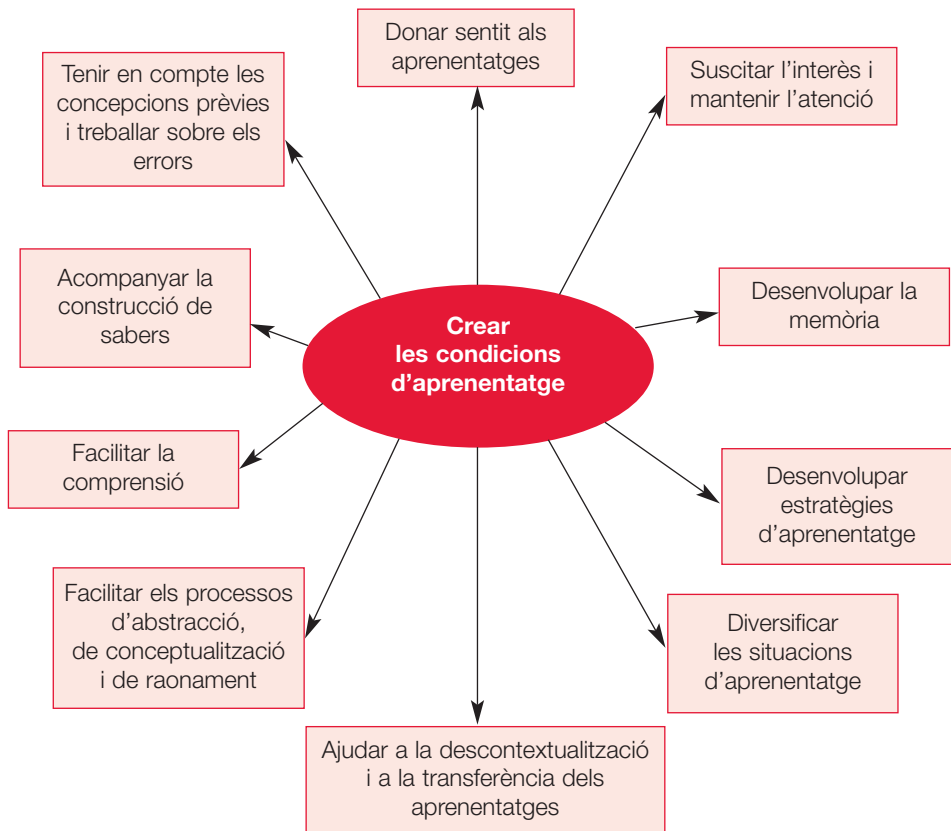 Donar sentit als
aprenentatges
Suscitar l’interès i
mantenir l’atenció
Tenir en compte les
concepcions prèvies
i treballar sobre els
errors
Acompanyar la
construcció de
sabers
Crear
les condicions
d’aprenentatge
Desenvolupar la
memòria
Facilitar la
comprensió
Desenvolupar
estratègies
d’aprenentatge
Facilitar els processos
d’abstracció,
de conceptualització
i de raonament
Diversificar
les situacions
d’aprenentatge
Ajudar a la descontextualització
i a la transferència dels
aprenentatges